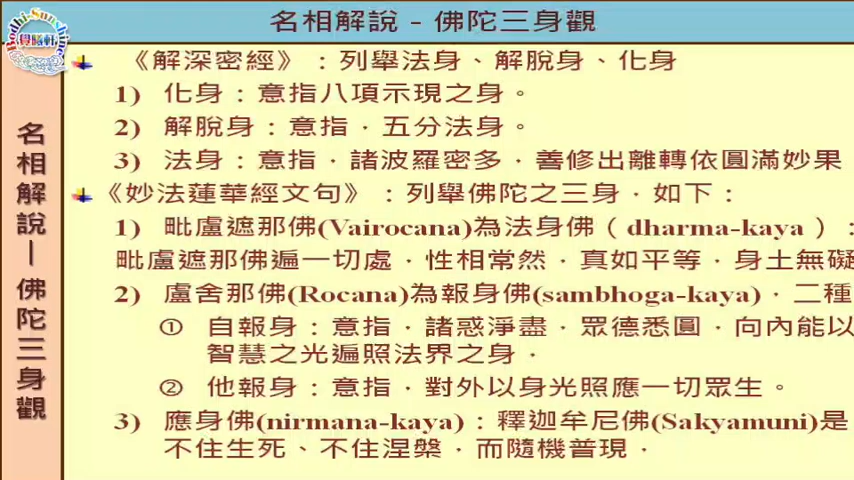 名相解說 - 佛陀三身觀
Bodhi-Sunshine
覺曦軒
名相解說－佛陀三身觀
《解深密經》：列舉法身、解脫身、化身
1) 化身：意指八項示現之身。
2) 解脫身：意指．五分法身。
3) 法身：意指．諸波羅密多．善修出離轉依圓滿妙果
《妙法蓮華經文句》：列舉佛陀之三身．如下：
1) 毗盧遮那佛(Vairocana)為法身佛（dharma-kaya）：
毗盧遮那佛遍一切處．性相常然．真如平等．身土無礙
2) 盧舍那佛(Rocana)為報身佛(sambhoga-kaya)．二種
① 自報身：意指．諸惑淨盡．眾德悉圓．向內能以
智慧之光遍照法界之身．
② 他報身：意指．對外以身光照應一切眾生。
3) 應身佛(nirmana-kaya)：釋迦牟尼佛(Sakyamuni)是
不住生死、不住涅槃．而隨機普現．